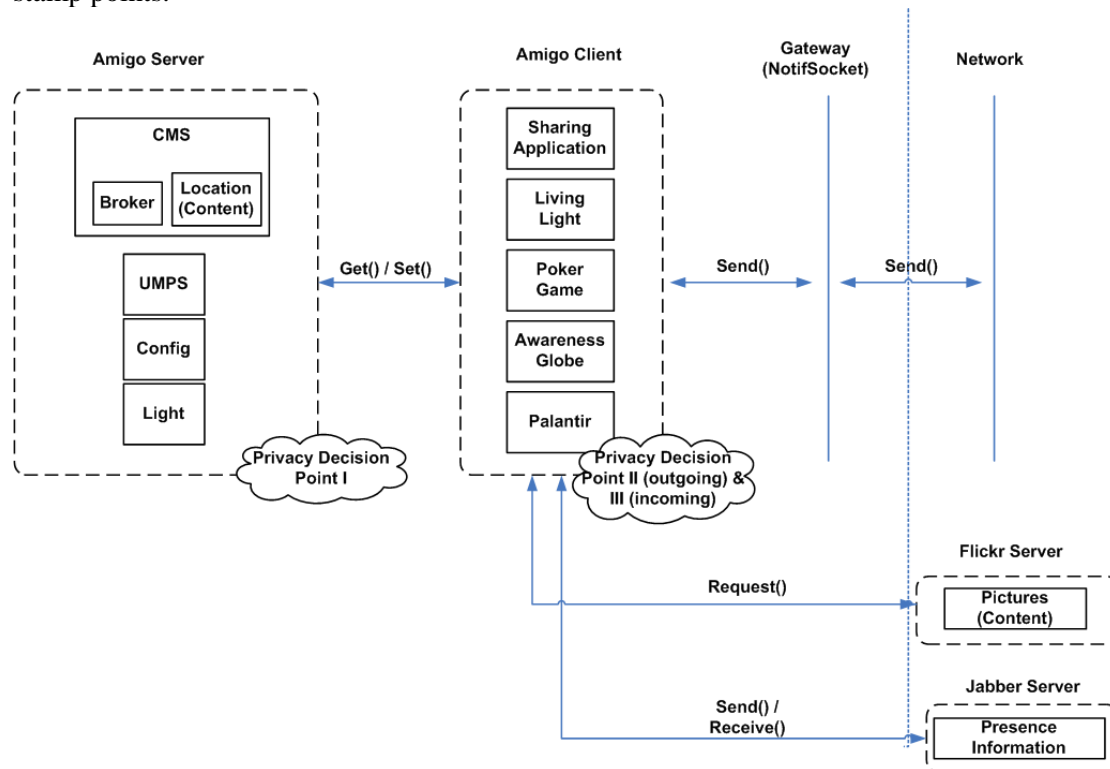 stamp points.
Amigo Server
Amigo Client
Gateway
(NotifSocket)
Network
CMS
Broker
Location
(Content)
UMPS
Config
Light
Privacy Decision
Point I
Get() / Set()
Sharing
Application
Living
Light
Poker
Game
Awareness
Globe
Palantir
Privacy Decision
Point II (outgoing) &
III (incoming)
Send()
Send()
Request()
Flickr Server
Pictures
(Content)
Send() /
Receive()
Jabber Server
Presence
Information